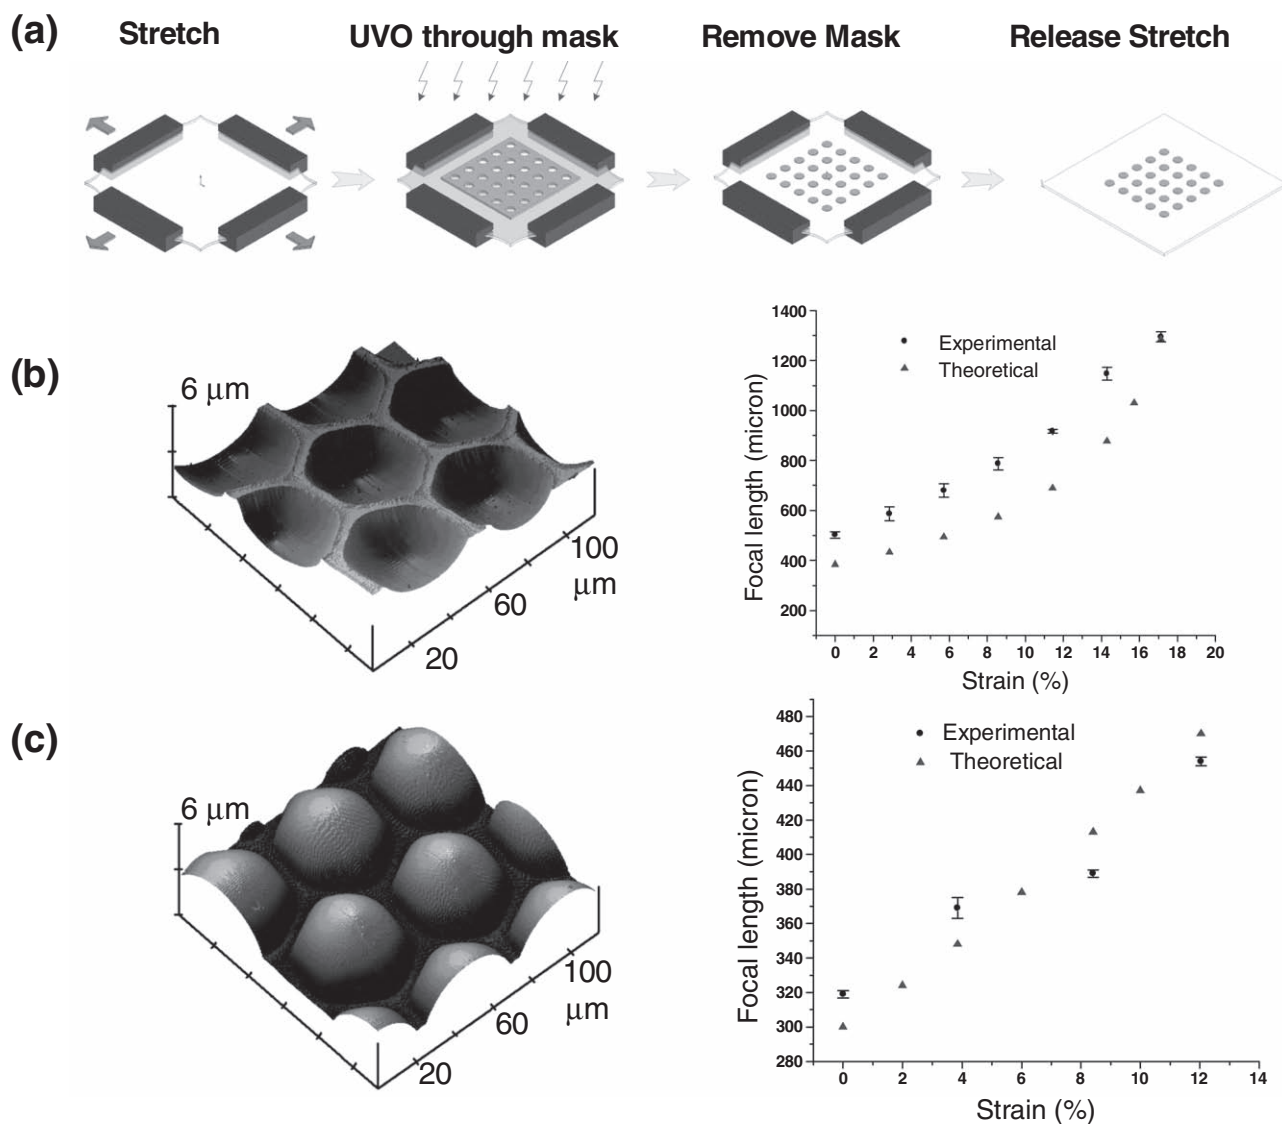 (a)
Stretch
UVO through mask
Remove Mask
Release Stretch
(b)
6 μm
100
μm
60
20
1400
1200
1000
800
600
400
200
Focal length (micron)
Experimental
Theoretical
0 2 4 6 8 10 12 14 16 18 20
Strain (%)
(c)
6 μm
100
μm
60
20
480
460
440
420
400
380
360
340
320
300
280
Focal length (micron)
Experimental
Theoretical
0 2 4 6 8 10 12 14
Strain (%)